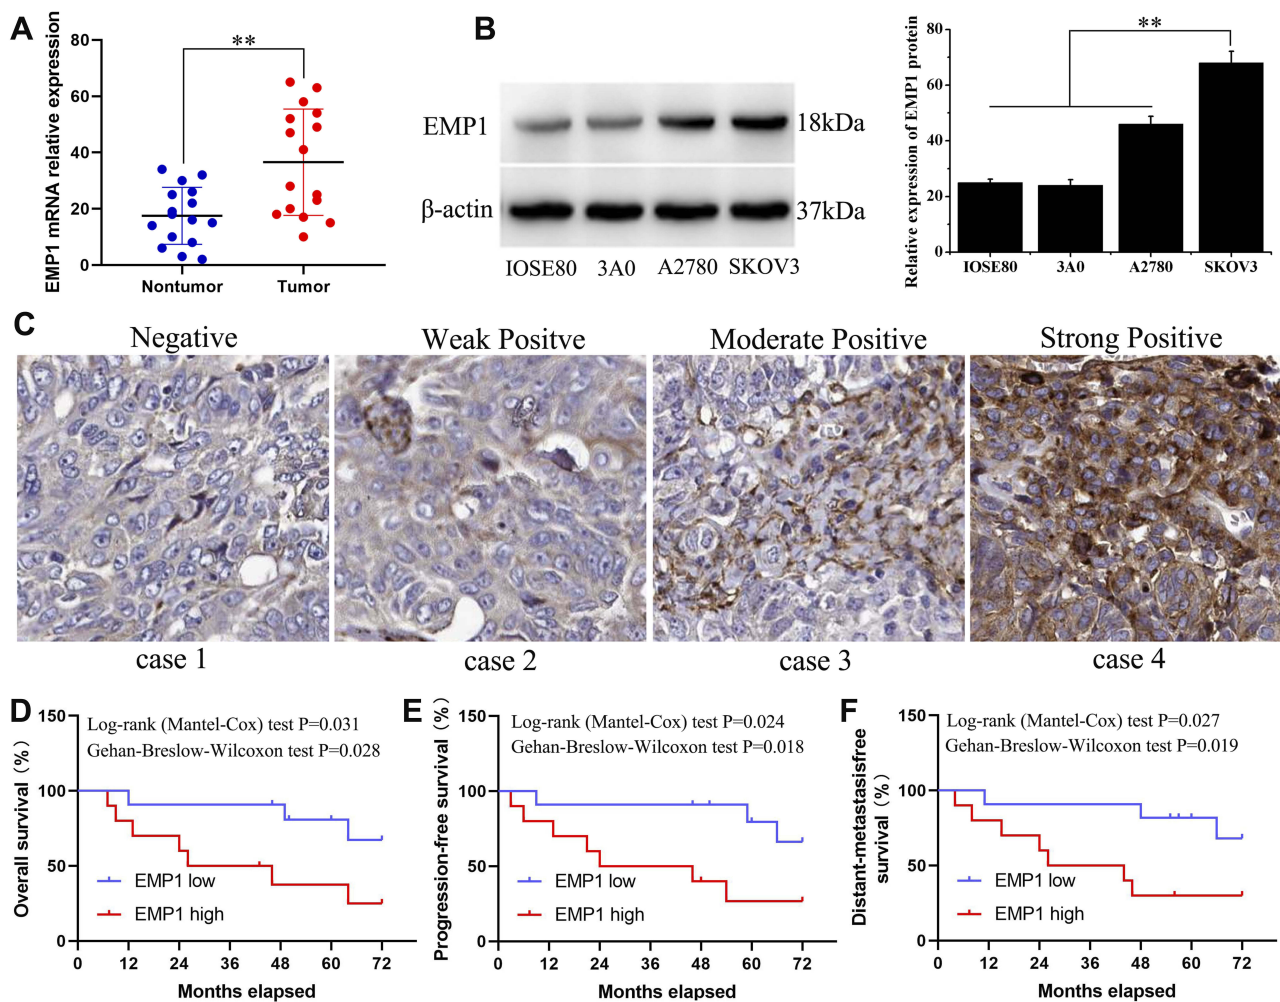 A
EMP1 mRNA relative expression
80
60
40
20
0
**
Nontumor
Tumor
B
EMP1
18kDa
β-actin
37kDa
IOSE80
3A0
A2780
SKOV3
Relative expression of EMP1 protein
80
60
40
20
0
**
IOSE80
3A0
A2780
SKOV3
C
Negative
Weak Positve
Moderate Positive
Strong Positive
case 1
case 2
case 3
case 4
D
Overall survival (%)
150
100
50
0
Log-rank (Mantel-Cox) test P=0.031
Gehan-Breslow-Wilcoxon test P=0.028
EMP1 low
EMP1 high
0 12 24 36 48 60 72
Months elapsed
E
Progression-free survival (%)
150
100
50
0
Log-rank (Mantel-Cox) test P=0.024
Gehan-Breslow-Wilcoxon test P=0.018
EMP1 low
EMP1 high
0 12 24 36 48 60 72
Months elapsed
F
Distant-metastasisfree
survival (%)
150
100
50
0
Log-rank (Mantel-Cox) test P=0.027
Gehan-Breslow-Wilcoxon test P=0.019
EMP1 low
EMP1 high
0 12 24 36 48 60 72
Months elapsed